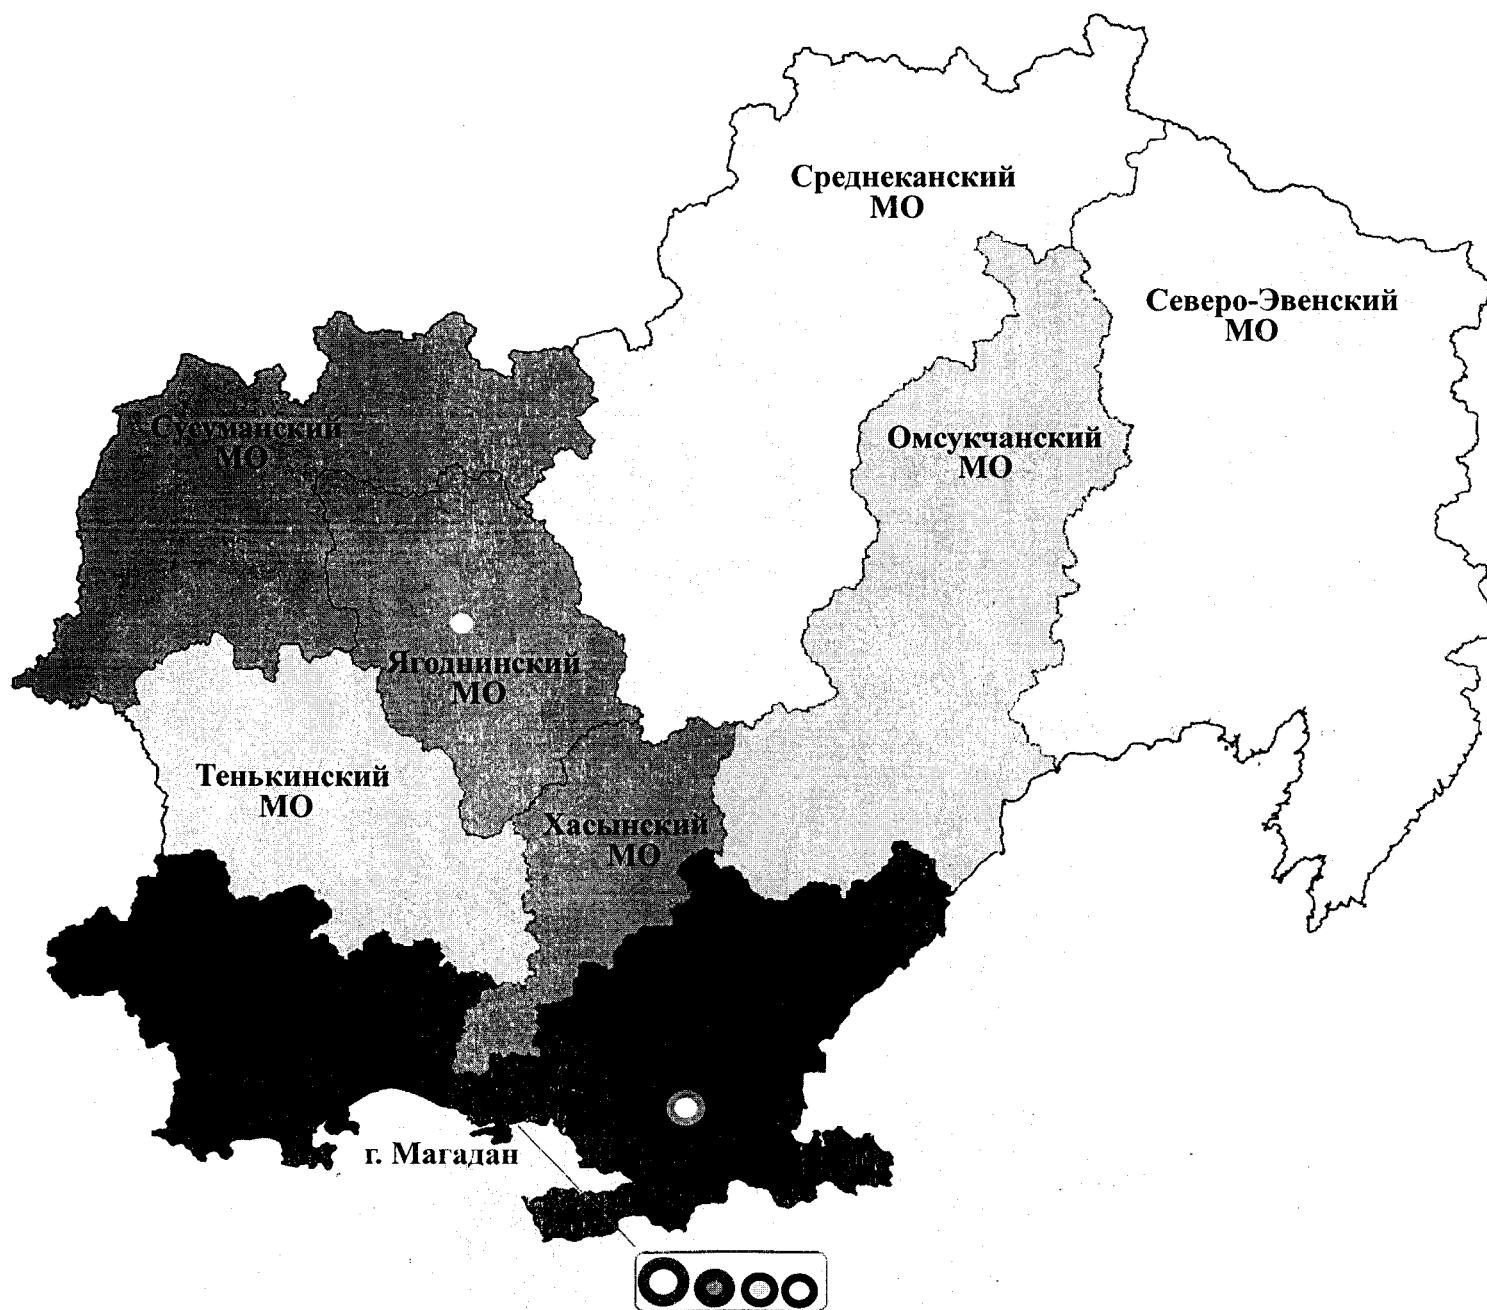 Среднеканский
МО
Северо-Эвенский
МО
Сусуманский
МО
Омсукчанский
МО
Ягоднинский
МО
Тенькинский
МО
Хасынский
МО
г. Магадан